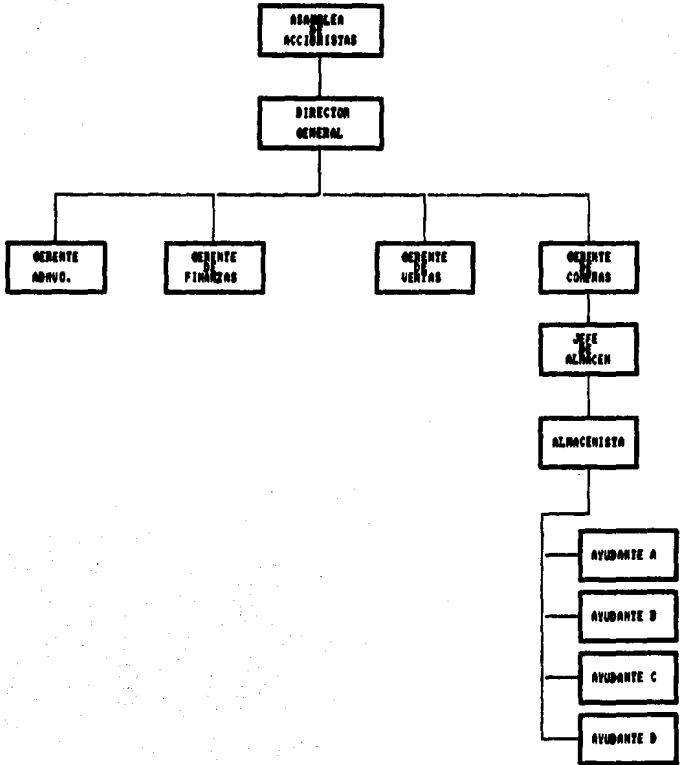 ASAMBLEA
DE
ACCIONISTAS
DIRECTOR
GENERAL
GERENTE
ADMVO.
GERENTE
DE
FINANZAS
GERENTE
DE
VENTAS
GERENTE
DE
COMPRAS
JEFE
DE
ALMACEN
ALMACENISTA
AYUDANTE A
AYUDANTE B
AYUDANTE C
AYUDANTE D